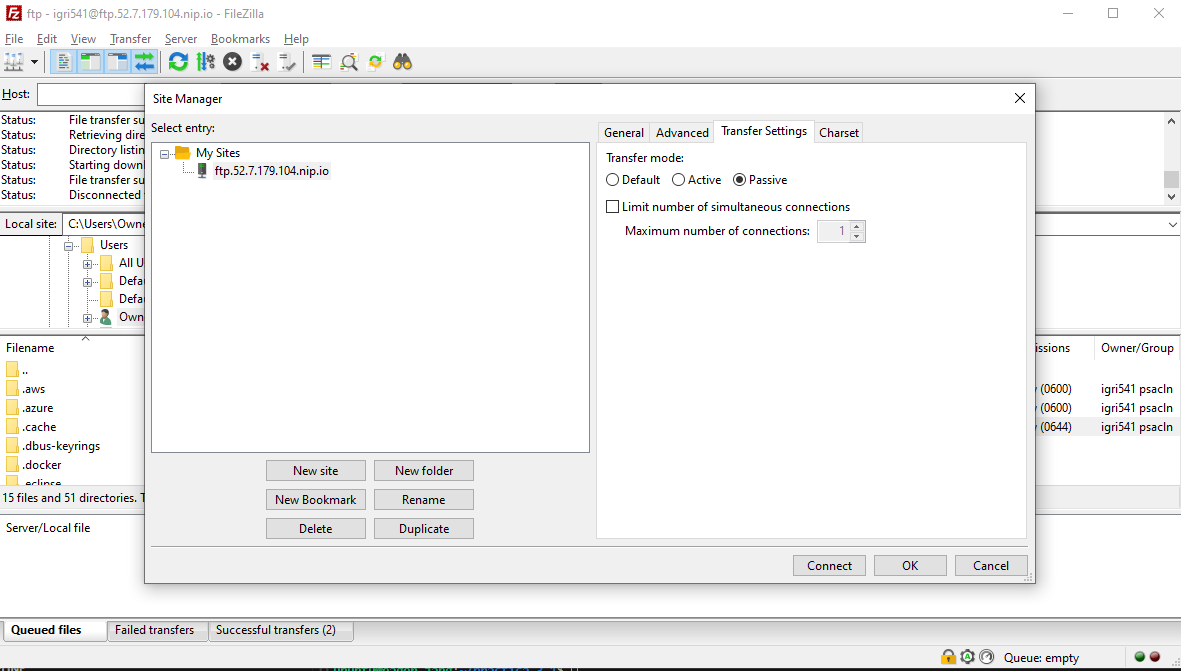 ftp - igri541@ftp.52.7.179.104.nip.io - FileZilla
File Edit View Transfer Server Bookmarks Help
Host:
Status: File transfer su
Status: Retrieving dire
Status: Directory listin
Status: Starting downl
Status: File transfer su
Status: Disconnected
Local site: C:\Users\Owne
Users
All U
Defau
Defa
Own
Filename
..
.aws
.azure
.cache
.dbus-keyrings
.docker
.eclipse
15 files and 51 directories. T
Server/Local file
Site Manager
Select entry:
My Sites
ftp.52.7.179.104.nip.io
New site New folder
New Bookmark Rename
Delete Duplicate
General Advanced Transfer Settings Charset
Transfer mode:
Default Active Passive
Limit number of simultaneous connections
Maximum number of connections: 1
Connect OK Cancel
issions Owner/Group
(0600) igri541 psacln
(0600) igri541 psacln
(0644) igri541 psacln
Queued files Failed transfers Successful transfers (2)
Queue: empty